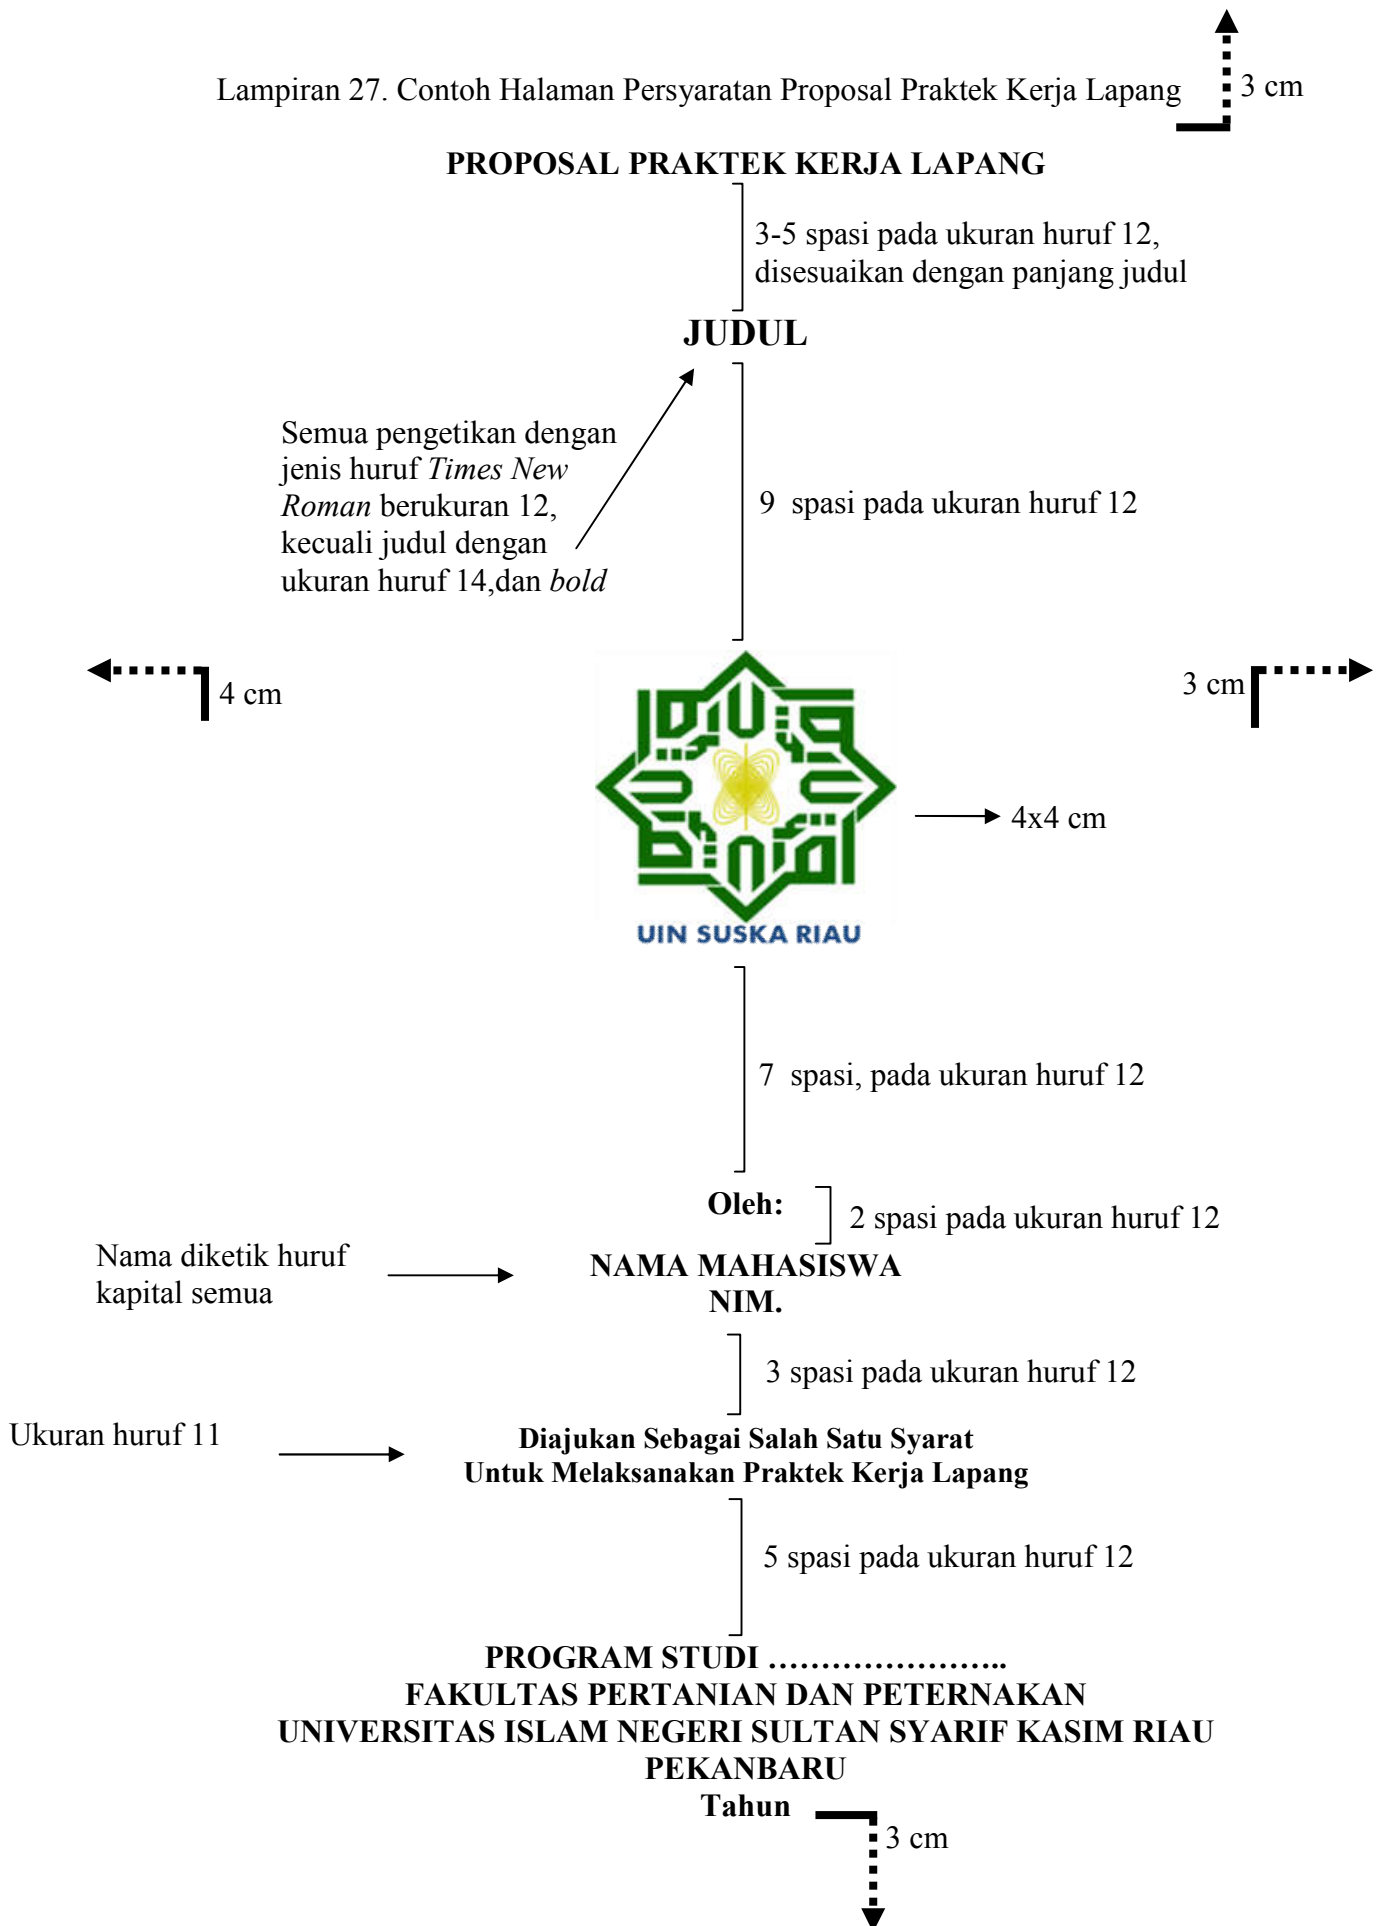 Lampiran 27. Contoh Halaman Persyaratan Proposal Praktek Kerja Lapang
3 cm
PROPOSAL PRAKTEK KERJA LAPANG
3-5 spasi pada ukuran huruf 12,
disesuaikan dengan panjang judul
JUDUL
Semua pengetikan dengan
jenis huruf Times New
Roman berukuran 12,
kecuali judul dengan
ukuran huruf 14,dan bold
9 spasi pada ukuran huruf 12
4 cm
3 cm
4x4 cm
UIN SUSKA RIAU
7 spasi, pada ukuran huruf 12
Oleh:
2 spasi pada ukuran huruf 12
Nama diketik huruf
kapital semua
NAMA MAHASISWA
NIM.
3 spasi pada ukuran huruf 12
Ukuran huruf 11
Diajukan Sebagai Salah Satu Syarat
Untuk Melaksanakan Praktek Kerja Lapang
5 spasi pada ukuran huruf 12
PROGRAM STUDI ……………………..
FAKULTAS PERTANIAN DAN PETERNAKAN
UNIVERSITAS ISLAM NEGERI SULTAN SYARIF KASIM RIAU
PEKANBARU
Tahun
3 cm